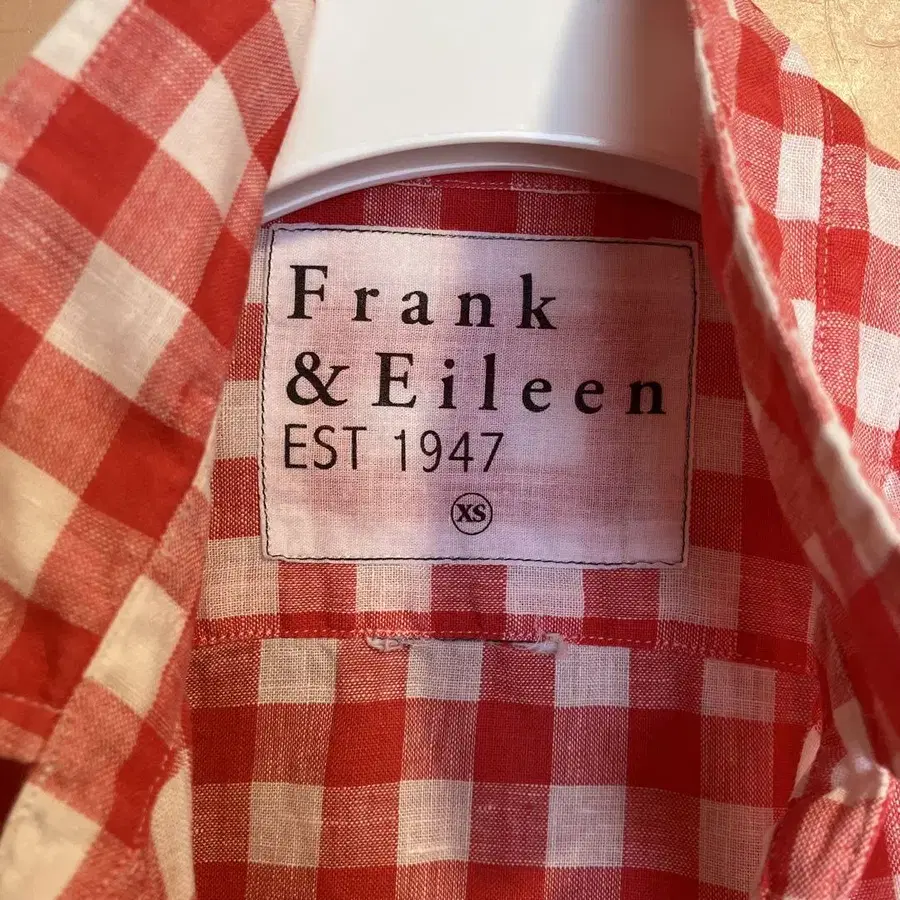 Frank
& Eileen
EST 1947
XS